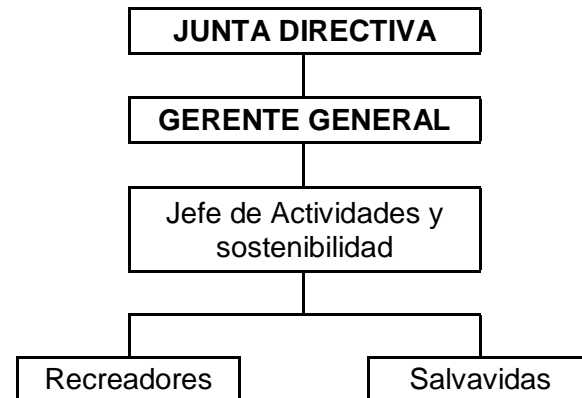 JUNTA DIRECTIVA
GERENTE GENERAL
Jefe de Actividades y
sostenibilidad
Recreadores
Salvavidas